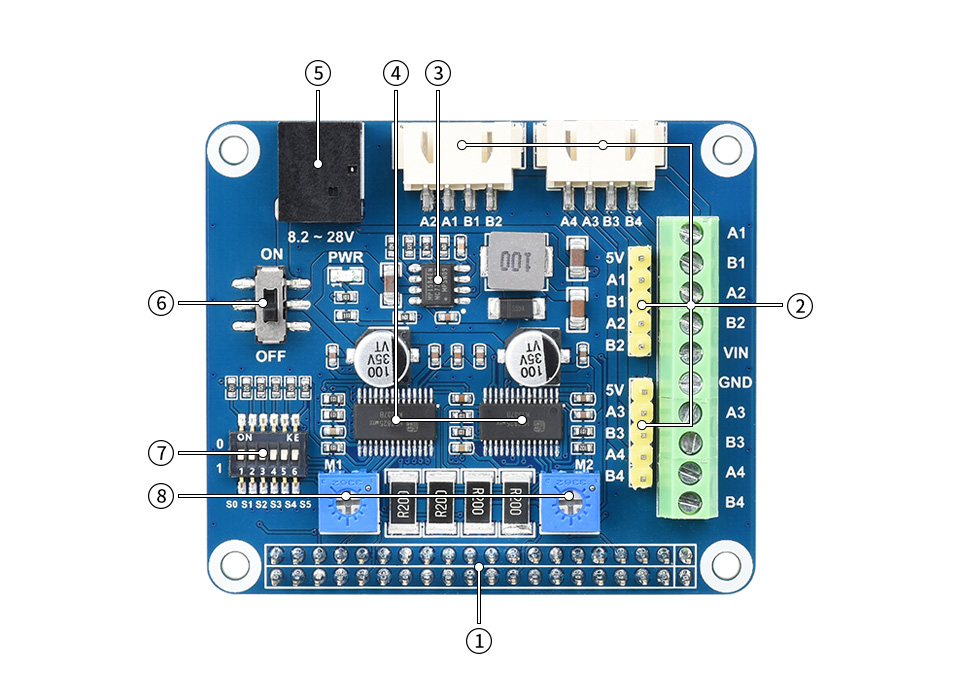 ⑤ ④ ③
A2 A1 B1 B2
A4 A3 B3 B4
8.2 ~ 28V
ON
PWR
OFF
⑥
100
5V
A1
B1
A2
B2
②
A1
B1
A2
B2
VIN
GND
A3
B3
A4
B4
100
35V
VT
100
35V
VT
5V
A3
B3
A4
B4
⑦
0
1
ON KE
1 2 3 4 5 6
S0 S1 S2 S3 S4 S5
M1
M2
⑧
R200
R200
R200
R200
①